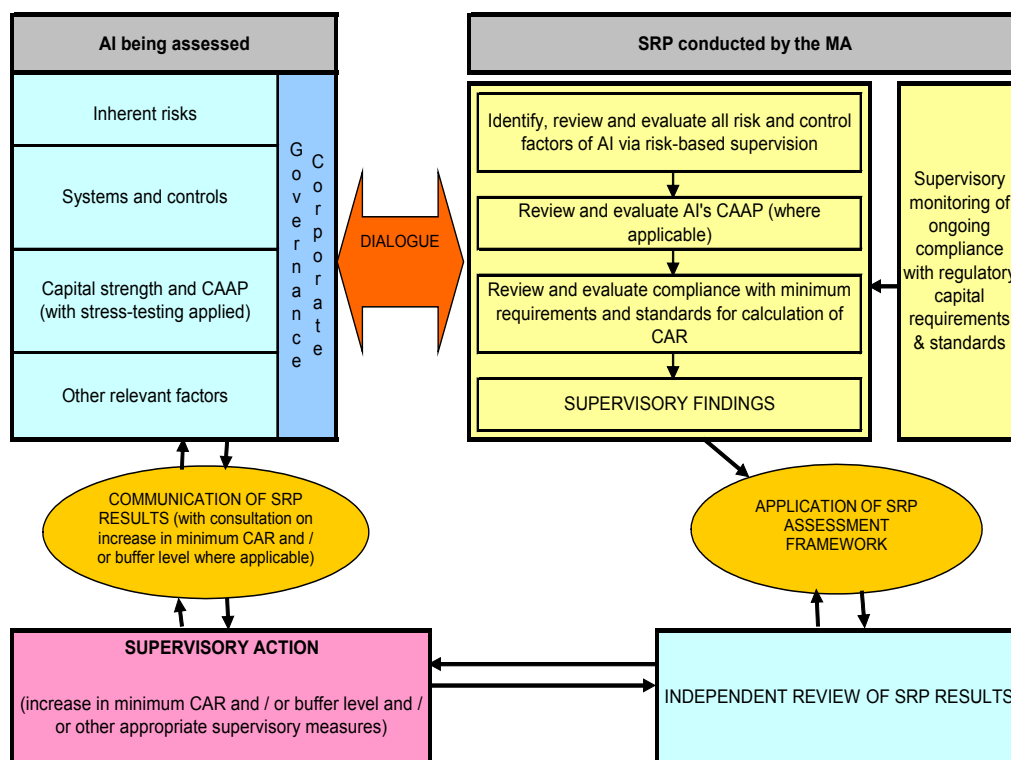 AI being assessed
SRP conducted by the MA
Inherent risks
Systems and controls
Capital strength and CAAP
(with stress-testing applied)
Other relevant factors
Corporate
Governance
DIALOGUE
Identify, review and evaluate all risk and control
factors of AI via risk-based supervision
Review and evaluate AI's CAAP (where
applicable)
Review and evaluate compliance with minimum
requirements and standards for calculation of
CAR
SUPERVISORY FINDINGS
Supervisory
monitoring of
ongoing
compliance
with regulatory
capital
requirements
& standards
COMMUNICATION OF SRP
RESULTS (with consultation on
increase in minimum CAR and /
or buffer level where applicable)
APPLICATION OF SRP
ASSESSMENT
FRAMEWORK
SUPERVISORY ACTION
(increase in minimum CAR and / or buffer level and /
or other appropriate supervisory measures)
INDEPENDENT REVIEW OF SRP RESULTS